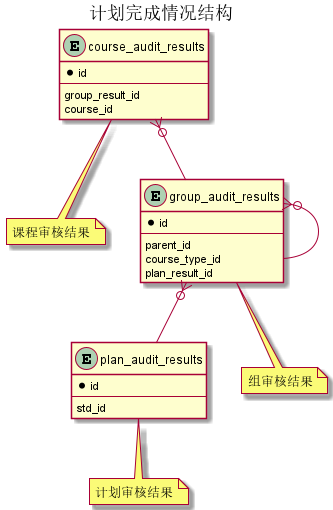 计划完成情况结构
E course_audit_results
id
group_result_id
course_id
课程审核结果
E group_audit_results
id
parent_id
course_type_id
plan_result_id
组审核结果
E plan_audit_results
id
std_id
计划审核结果